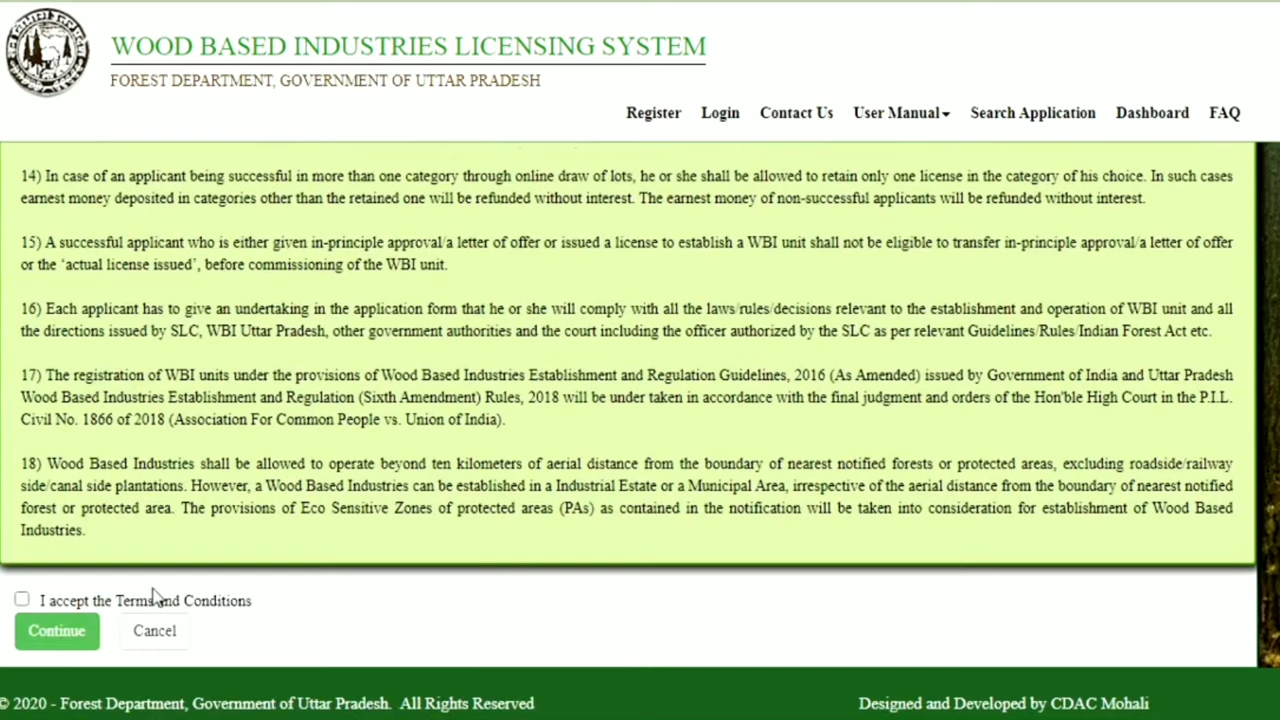 WOOD BASED INDUSTRIES LICENSING SYSTEM
FOREST DEPARTMENT, GOVERNMENT OF UTTAR PRADESH
Register Login Contact Us User Manual Search Application Dashboard FAQ
14) In case of an applicant being successful in more than one category through online draw of lots, he or she shall be allowed to retain only one license in the category of his choice. In such cases
earnest money deposited in categories other than the retained one will be refunded without interest. The earnest money of non-successful applicants will be refunded without interest.
15) A successful applicant who is either given in-principle approval/a letter of offer or issued a license to establish a WBI unit shall not be eligible to transfer in-principle approval/a letter of offer
or the ‘actual license issued’, before commissioning of the WBI unit.
16) Each applicant has to give an undertaking in the application form that he or she will comply with all the laws/rules/decisions relevant to the establishment and operation of WBI unit and all
the directions issued by SLC, WBI Uttar Pradesh, other government authorities and the court including the officer authorized by the SLC as per relevant Guidelines/Rules/Indian Forest Act etc.
17) The registration of WBI units under the provisions of Wood Based Industries Establishment and Regulation Guidelines, 2016 (As Amended) issued by Government of India and Uttar Pradesh
Wood Based Industries Establishment and Regulation (Sixth Amendment) Rules, 2018 will be under taken in accordance with the final judgment and orders of the Hon'ble High Court in the P.I.L.
Civil No. 1866 of 2018 (Association For Common People vs. Union of India).
18) Wood Based Industries shall be allowed to operate beyond ten kilometers of aerial distance from the boundary of nearest notified forests or protected areas, excluding roadside/railway
side/canal side plantations. However, a Wood Based Industries can be established in a Industrial Estate or a Municipal Area, irrespective of the aerial distance from the boundary of nearest notified
forest or protected area. The provisions of Eco Sensitive Zones of protected areas (PAs) as contained in the notification will be taken into consideration for establishment of Wood Based
Industries.
I accept the Terms and Conditions
Continue Cancel
© 2020 - Forest Department, Government of Uttar Pradesh. All Rights Reserved Designed and Developed by CDAC Mohali